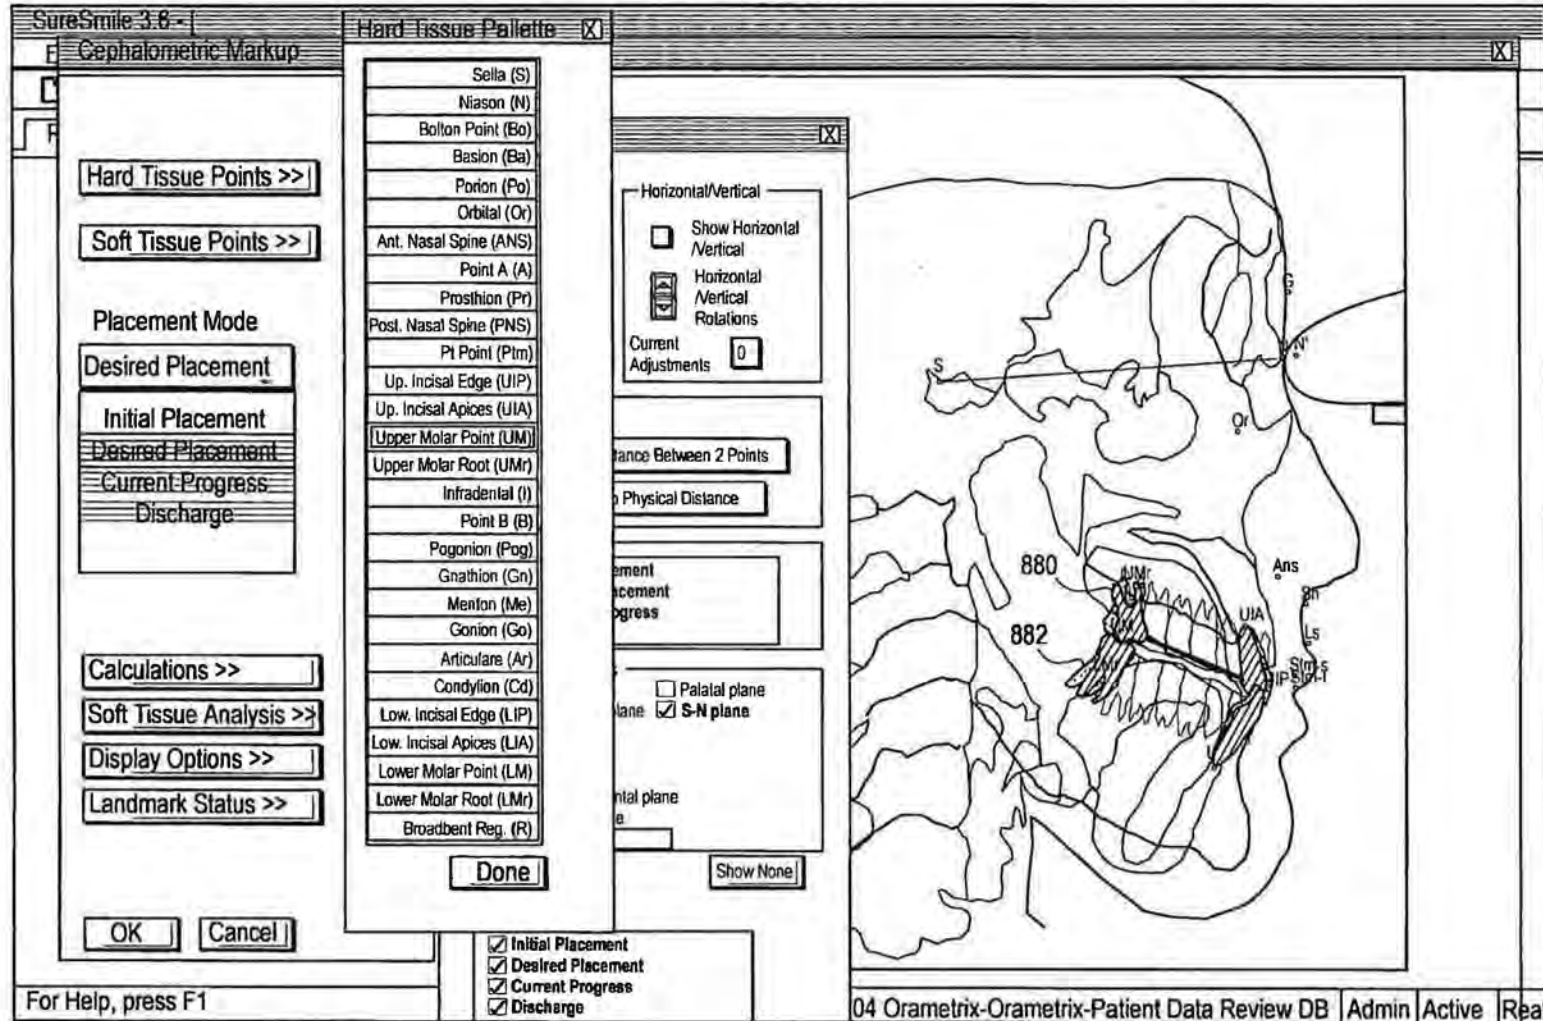 SureSmile 3.6 - [
Cephalometric Markup
Hard Tissue Points >>
Soft Tissue Points >>
Placement Mode
Desired Placement
Initial Placement
Desired Placement
Current Progress
Discharge
Calculations >>
Soft Tissue Analysis >>
Display Options >>
Landmark Status >>
OK
Cancel
Hard Tissue Pallette
Sella (S)
Niason (N)
Bolton Point (Bo)
Basion (Ba)
Porion (Po)
Orbital (Or)
Ant. Nasal Spine (ANS)
Point A (A)
Prosthion (Pr)
Post. Nasal Spine (PNS)
Pt Point (Ptm)
Up. Incisal Edge (UIP)
Up. Incisal Apices (UIA)
Upper Molar Point (UM)
Upper Molar Root (UMr)
Infradental (I)
Point B (B)
Pogonion (Pog)
Gnathion (Gn)
Menton (Me)
Gonion (Go)
Articulare (Ar)
Condylion (Cd)
Low. Incisal Edge (LIP)
Low. Incisal Apices (LIA)
Lower Molar Point (LM)
Lower Molar Root (LMr)
Broadbent Reg. (R)
Done
Horizontal/Vertical
Show Horizontal
/Vertical
Horizontal
/Vertical
Rotations
Current
Adjustments
0
tance Between 2 Points
o Physical Distance
ement
acement
ogress
Palatal plane
lane
S-N plane
ntal plane
e
Show None
Initial Placement
Desired Placement
Current Progress
Discharge
G
N'
S
Or
880
882
Ans
UIA
Ls
For Help, press F1
04 Orametrix-Orametrix-Patient Data Review DB
Admin
Active
Rea